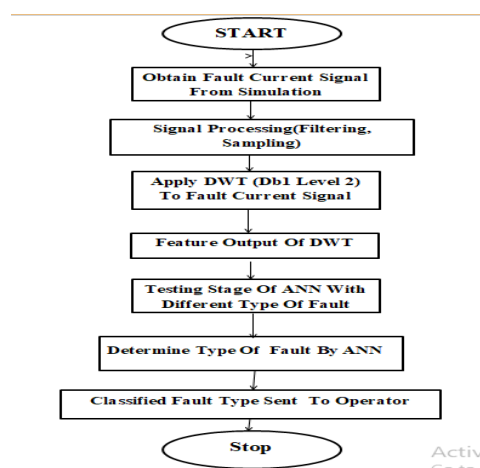 START
Obtain Fault Current Signal
From Simulation
Signal Processing(Filtering,
Sampling)
Apply DWT (Db1 Level 2)
To Fault Current Signal
Feature Output Of DWT
Testing Stage Of ANN With
Different Type Of Fault
Determine Type Of Fault By ANN
Classified Fault Type Sent To Operator
Stop
Activ